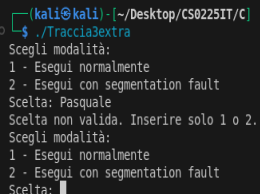 (kali㉿kali)-[~/Desktop/CS0225IT/C]
$ ./Traccia3extra
Scegli modalità:
1 - Esegui normalmente
2 - Esegui con segmentation fault
Scelta: Pasquale
Scelta non valida. Inserire solo 1 o 2.
Scegli modalità:
1 - Esegui normalmente
2 - Esegui con segmentation fault
Scelta: